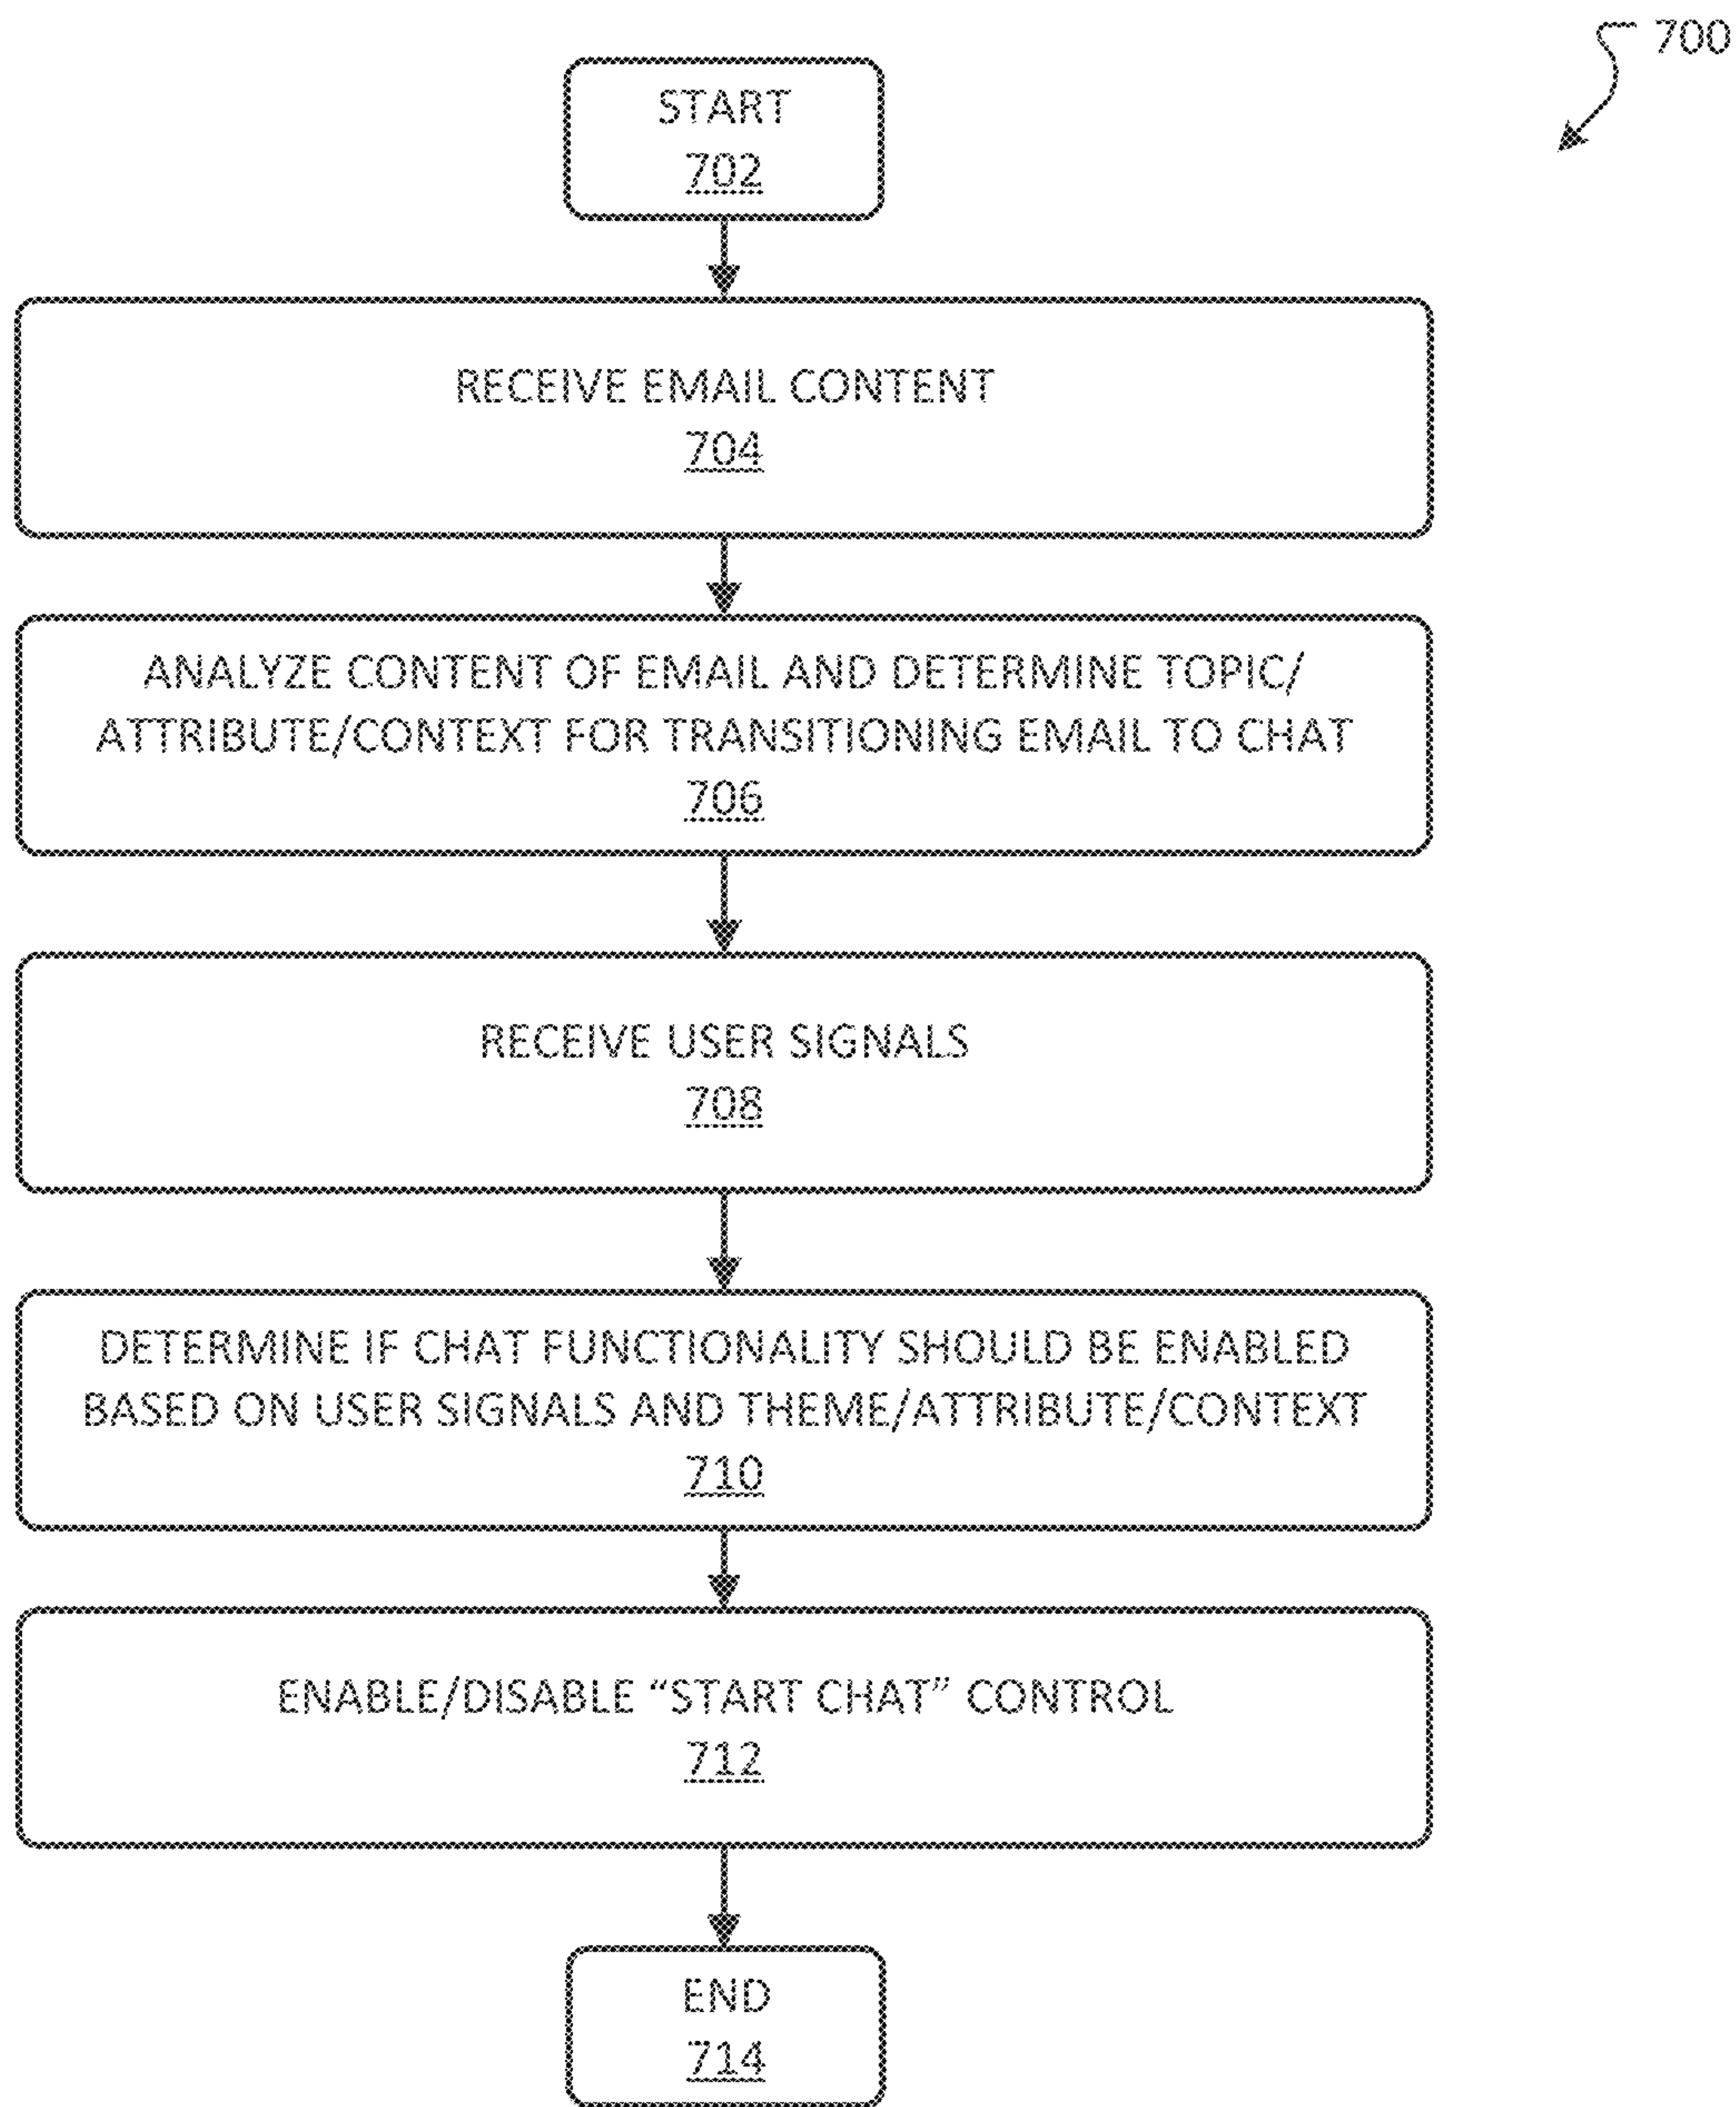 700
START
702
RECEIVE EMAIL CONTENT
704
ANALYZE CONTENT OF EMAIL AND DETERMINE TOPIC/
ATTRIBUTE/CONTEXT FOR TRANSITIONING EMAIL TO CHAT
706
RECEIVE USER SIGNALS
708
DETERMINE IF CHAT FUNCTIONALITY SHOULD BE ENABLED
BASED ON USER SIGNALS AND THEME/ATTRIBUTE/CONTEXT
710
ENABLE/DISABLE “START CHAT” CONTROL
712
END
714